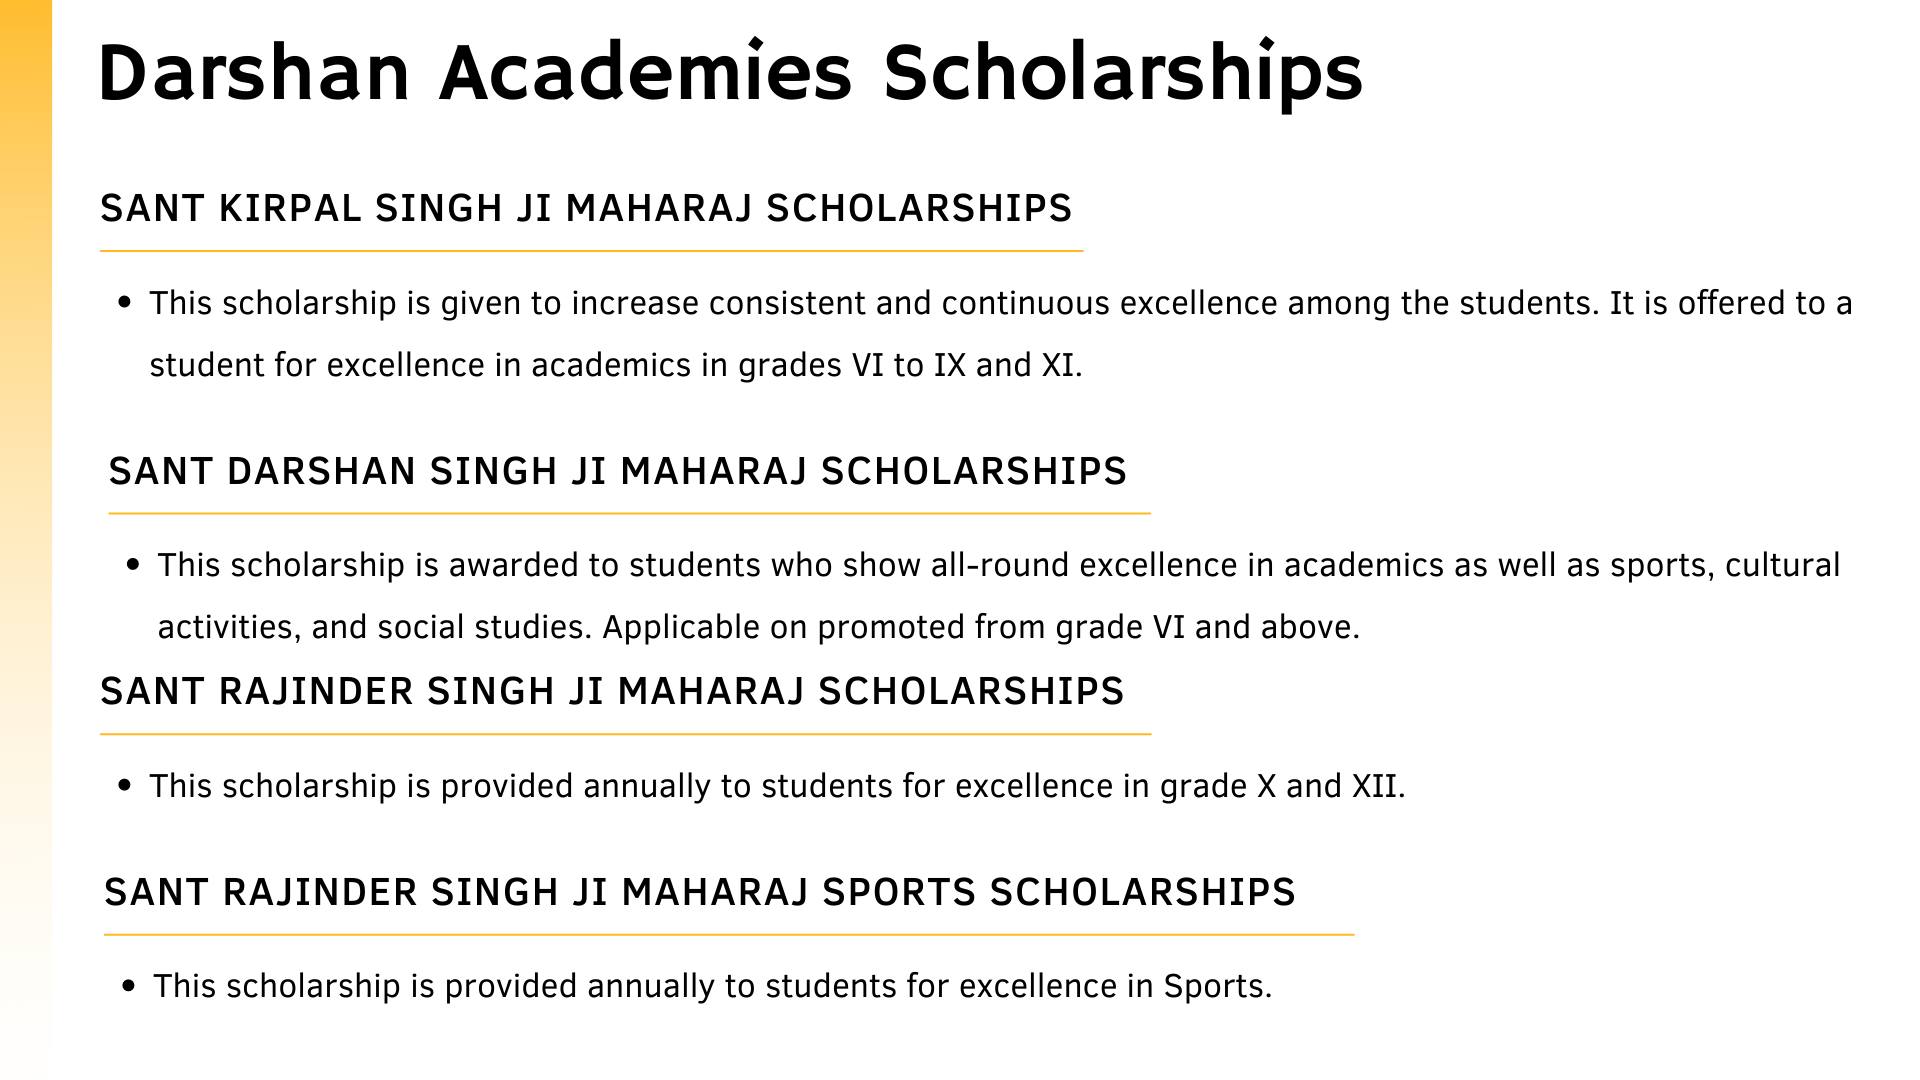 Darshan Academies Scholarships
SANT KIRPAL SINGH JI MAHARAJ SCHOLARSHIPS
• This scholarship is given to increase consistent and continuous excellence among the students. It is offered to a
student for excellence in academics in grades VI to IX and XI.
SANT DARSHAN SINGH JI MAHARAJ SCHOLARSHIPS
• This scholarship is awarded to students who show all-round excellence in academics as well as sports, cultural
activities, and social studies. Applicable on promoted from grade VI and above.
SANT RAJINDER SINGH JI MAHARAJ SCHOLARSHIPS
• This scholarship is provided annually to students for excellence in grade X and XII.
SANT RAJINDER SINGH JI MAHARAJ SPORTS SCHOLARSHIPS
• This scholarship is provided annually to students for excellence in Sports.